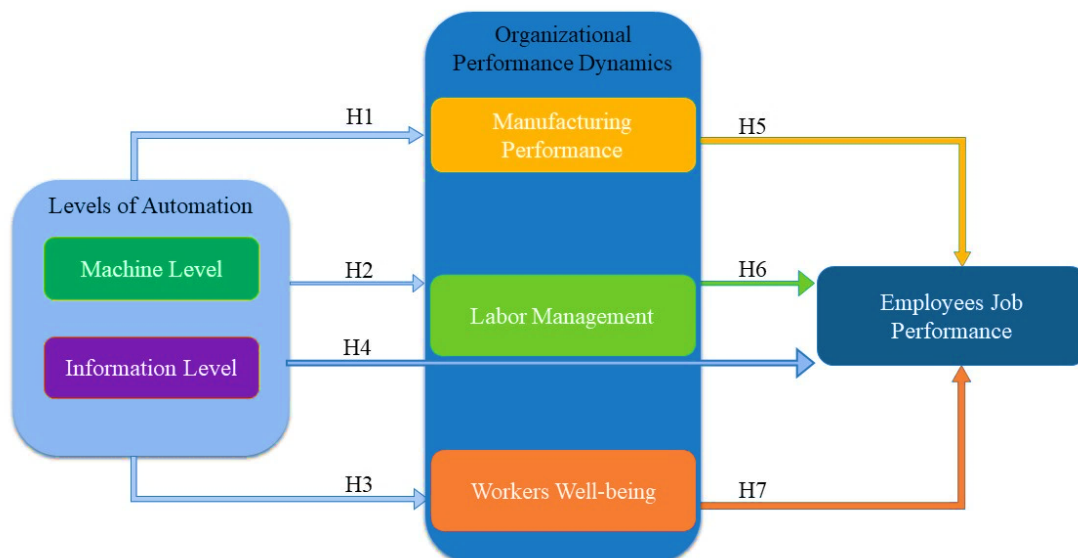 Organizational
Performance Dynamics
H1
Manufacturing
Performance
H5
Levels of Automation
Machine Level
H2
Labor Management
H6
Employees Job
Performance
Information Level
H4
H3
Workers Well-being
H7